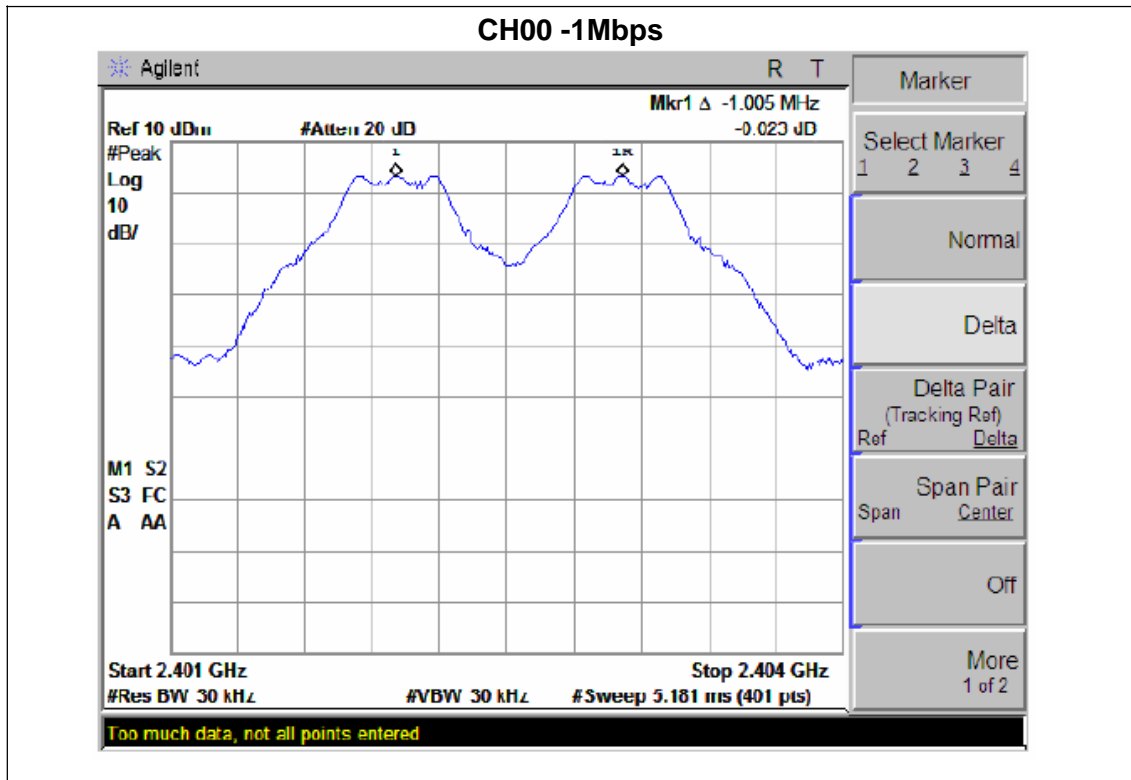 CH00 -1Mbps
Agilent
R T
Mkr1 Δ -1.005 MHz
Ref 10 dBm #Atten 20 dB -0.023 dB
#Peak
Log
10
dB/
1
1R
M1 S2
S3 FC
A AA
Start 2.401 GHz Stop 2.404 GHz
#Res BW 30 kHz #VBW 30 kHz #Sweep 5.181 ms (401 pts)
Too much data, not all points entered
Marker
Select Marker
1 2 3 4
Normal
Delta
Delta Pair
(Tracking Ref)
Ref Delta
Span Pair
Span Center
Off
More
1 of 2